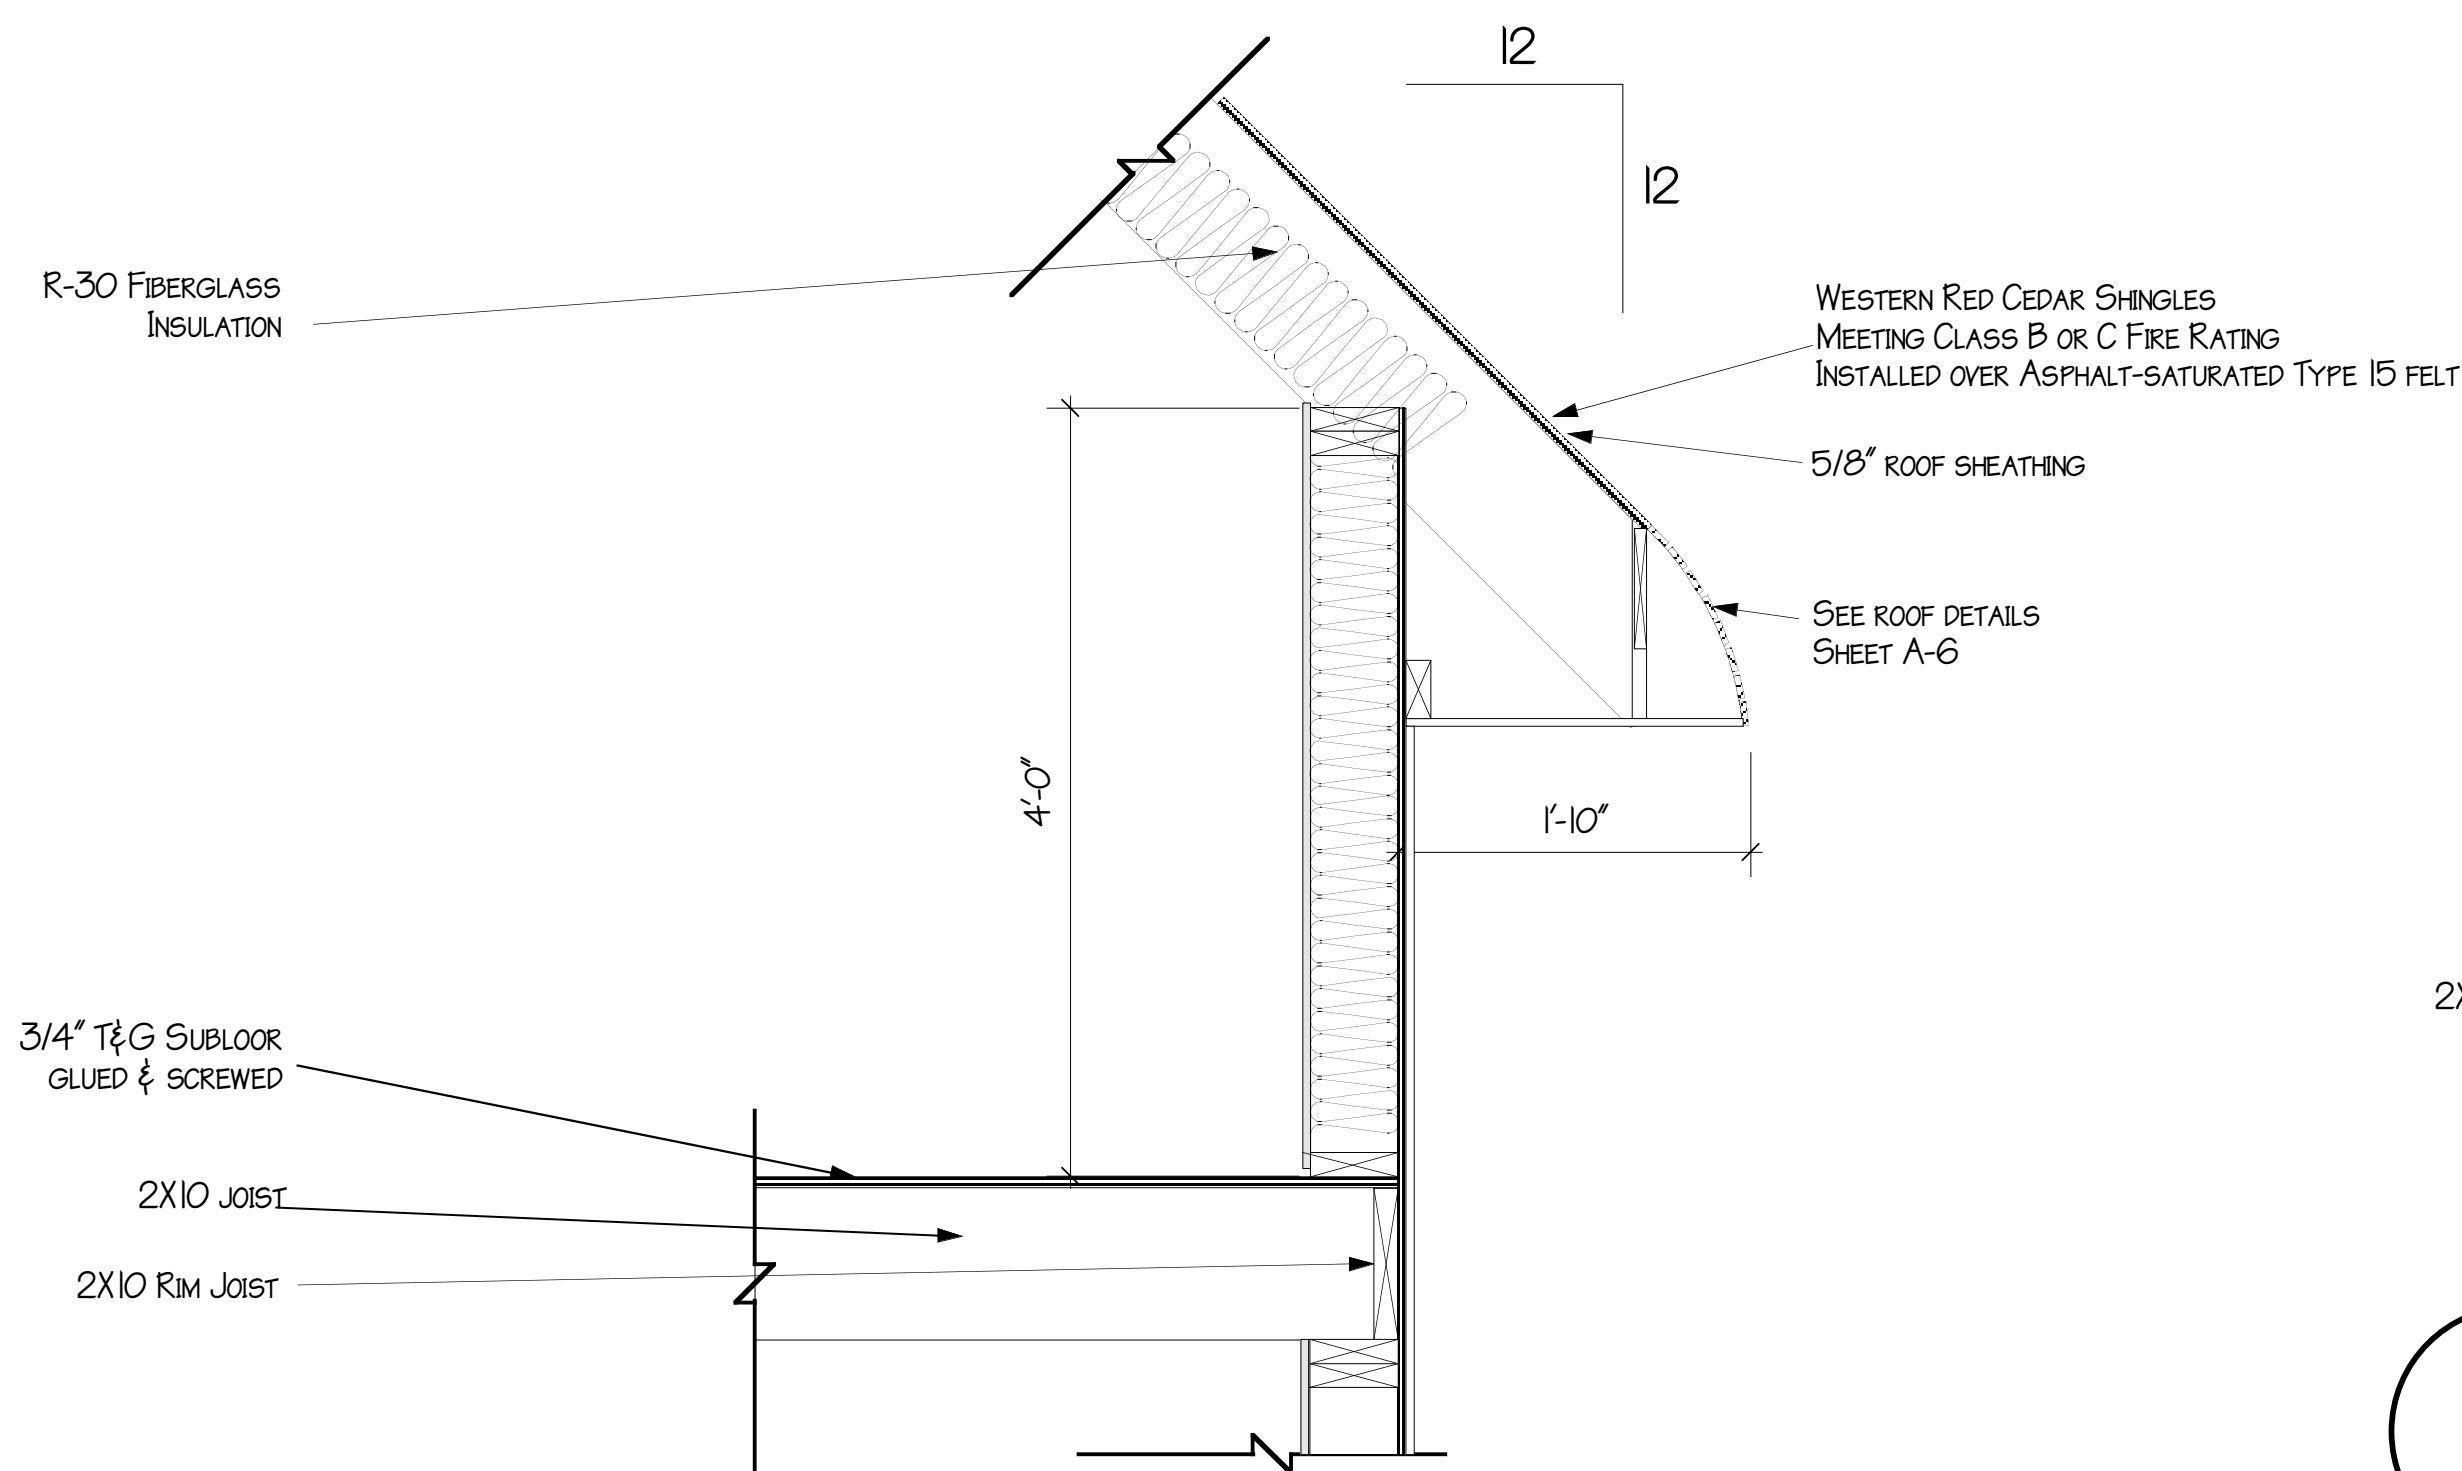 12
12
R-30 Fiberglass
Insulation
Western Red Cedar Shingles
Meeting Class B or C Fire Rating
Installed over Asphalt-saturated Type 15 felt
5/8" roof sheathing
See roof details
Sheet A-6
4'-0"
1'-10"
3/4" T&G Subloor
glued & screwed
2X10 joist
2X10 Rim Joist